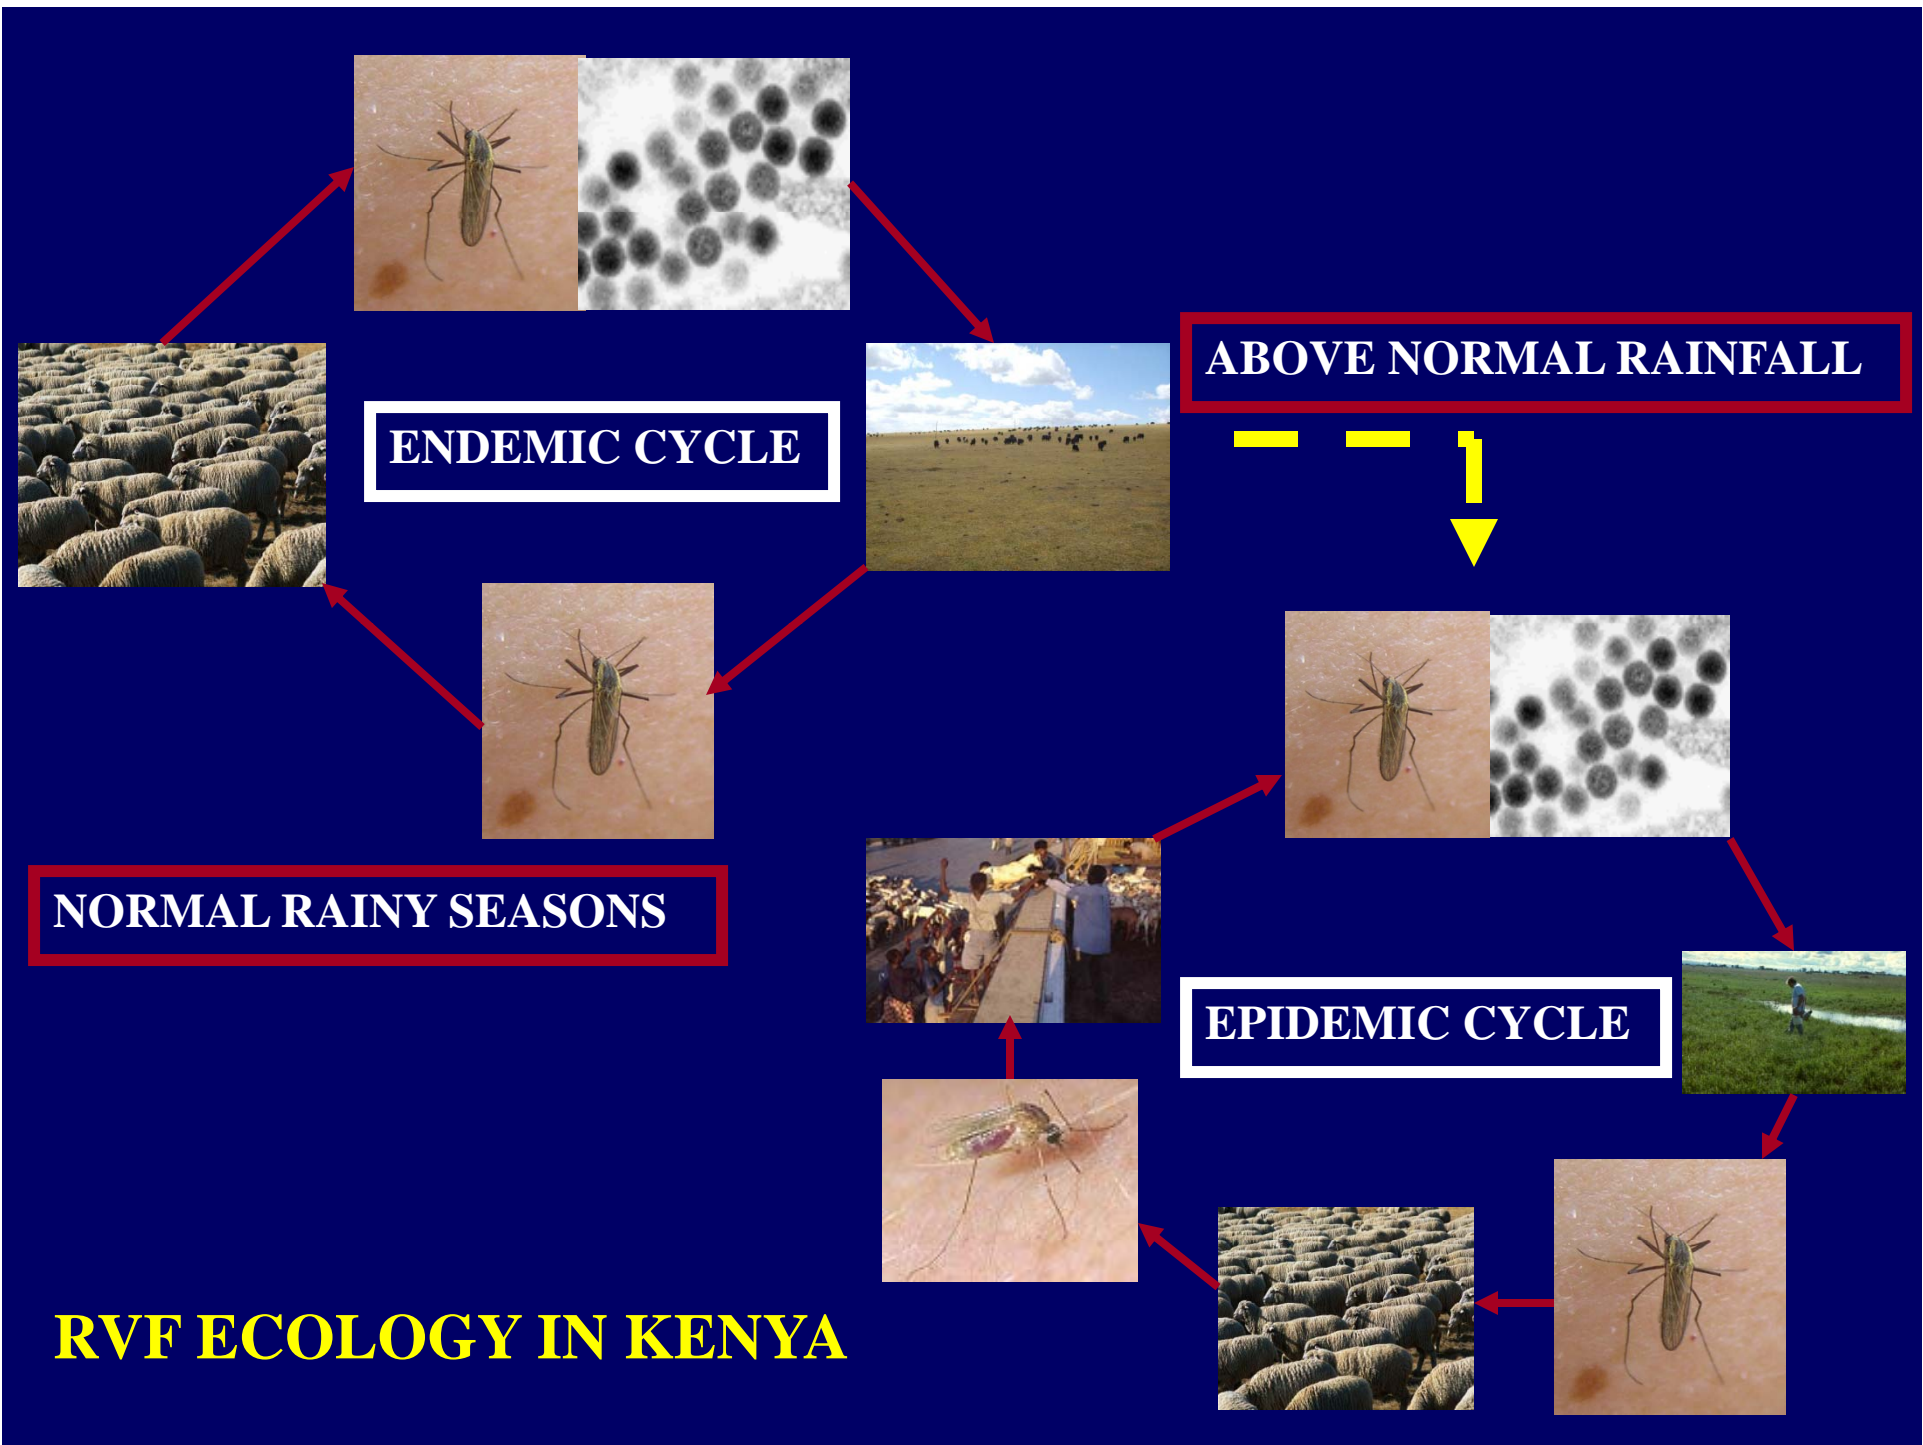 ABOVE NORMAL RAINFALL
ENDEMIC CYCLE
NORMAL RAINY SEASONS
EPIDEMIC CYCLE
RVF ECOLOGY IN KENYA